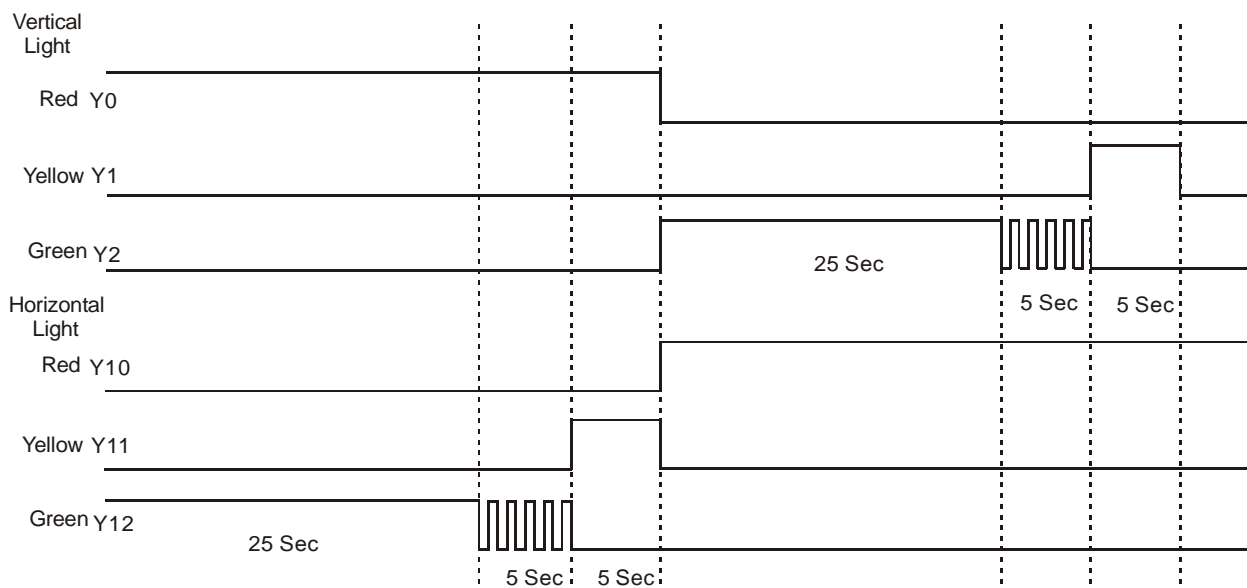 Vertical
Light
Red Y0
Yellow Y1
Green Y2
25 Sec
5 Sec 5 Sec
Horizontal
Light
Red Y10
Yellow Y11
Green Y12
25 Sec
5 Sec 5 Sec